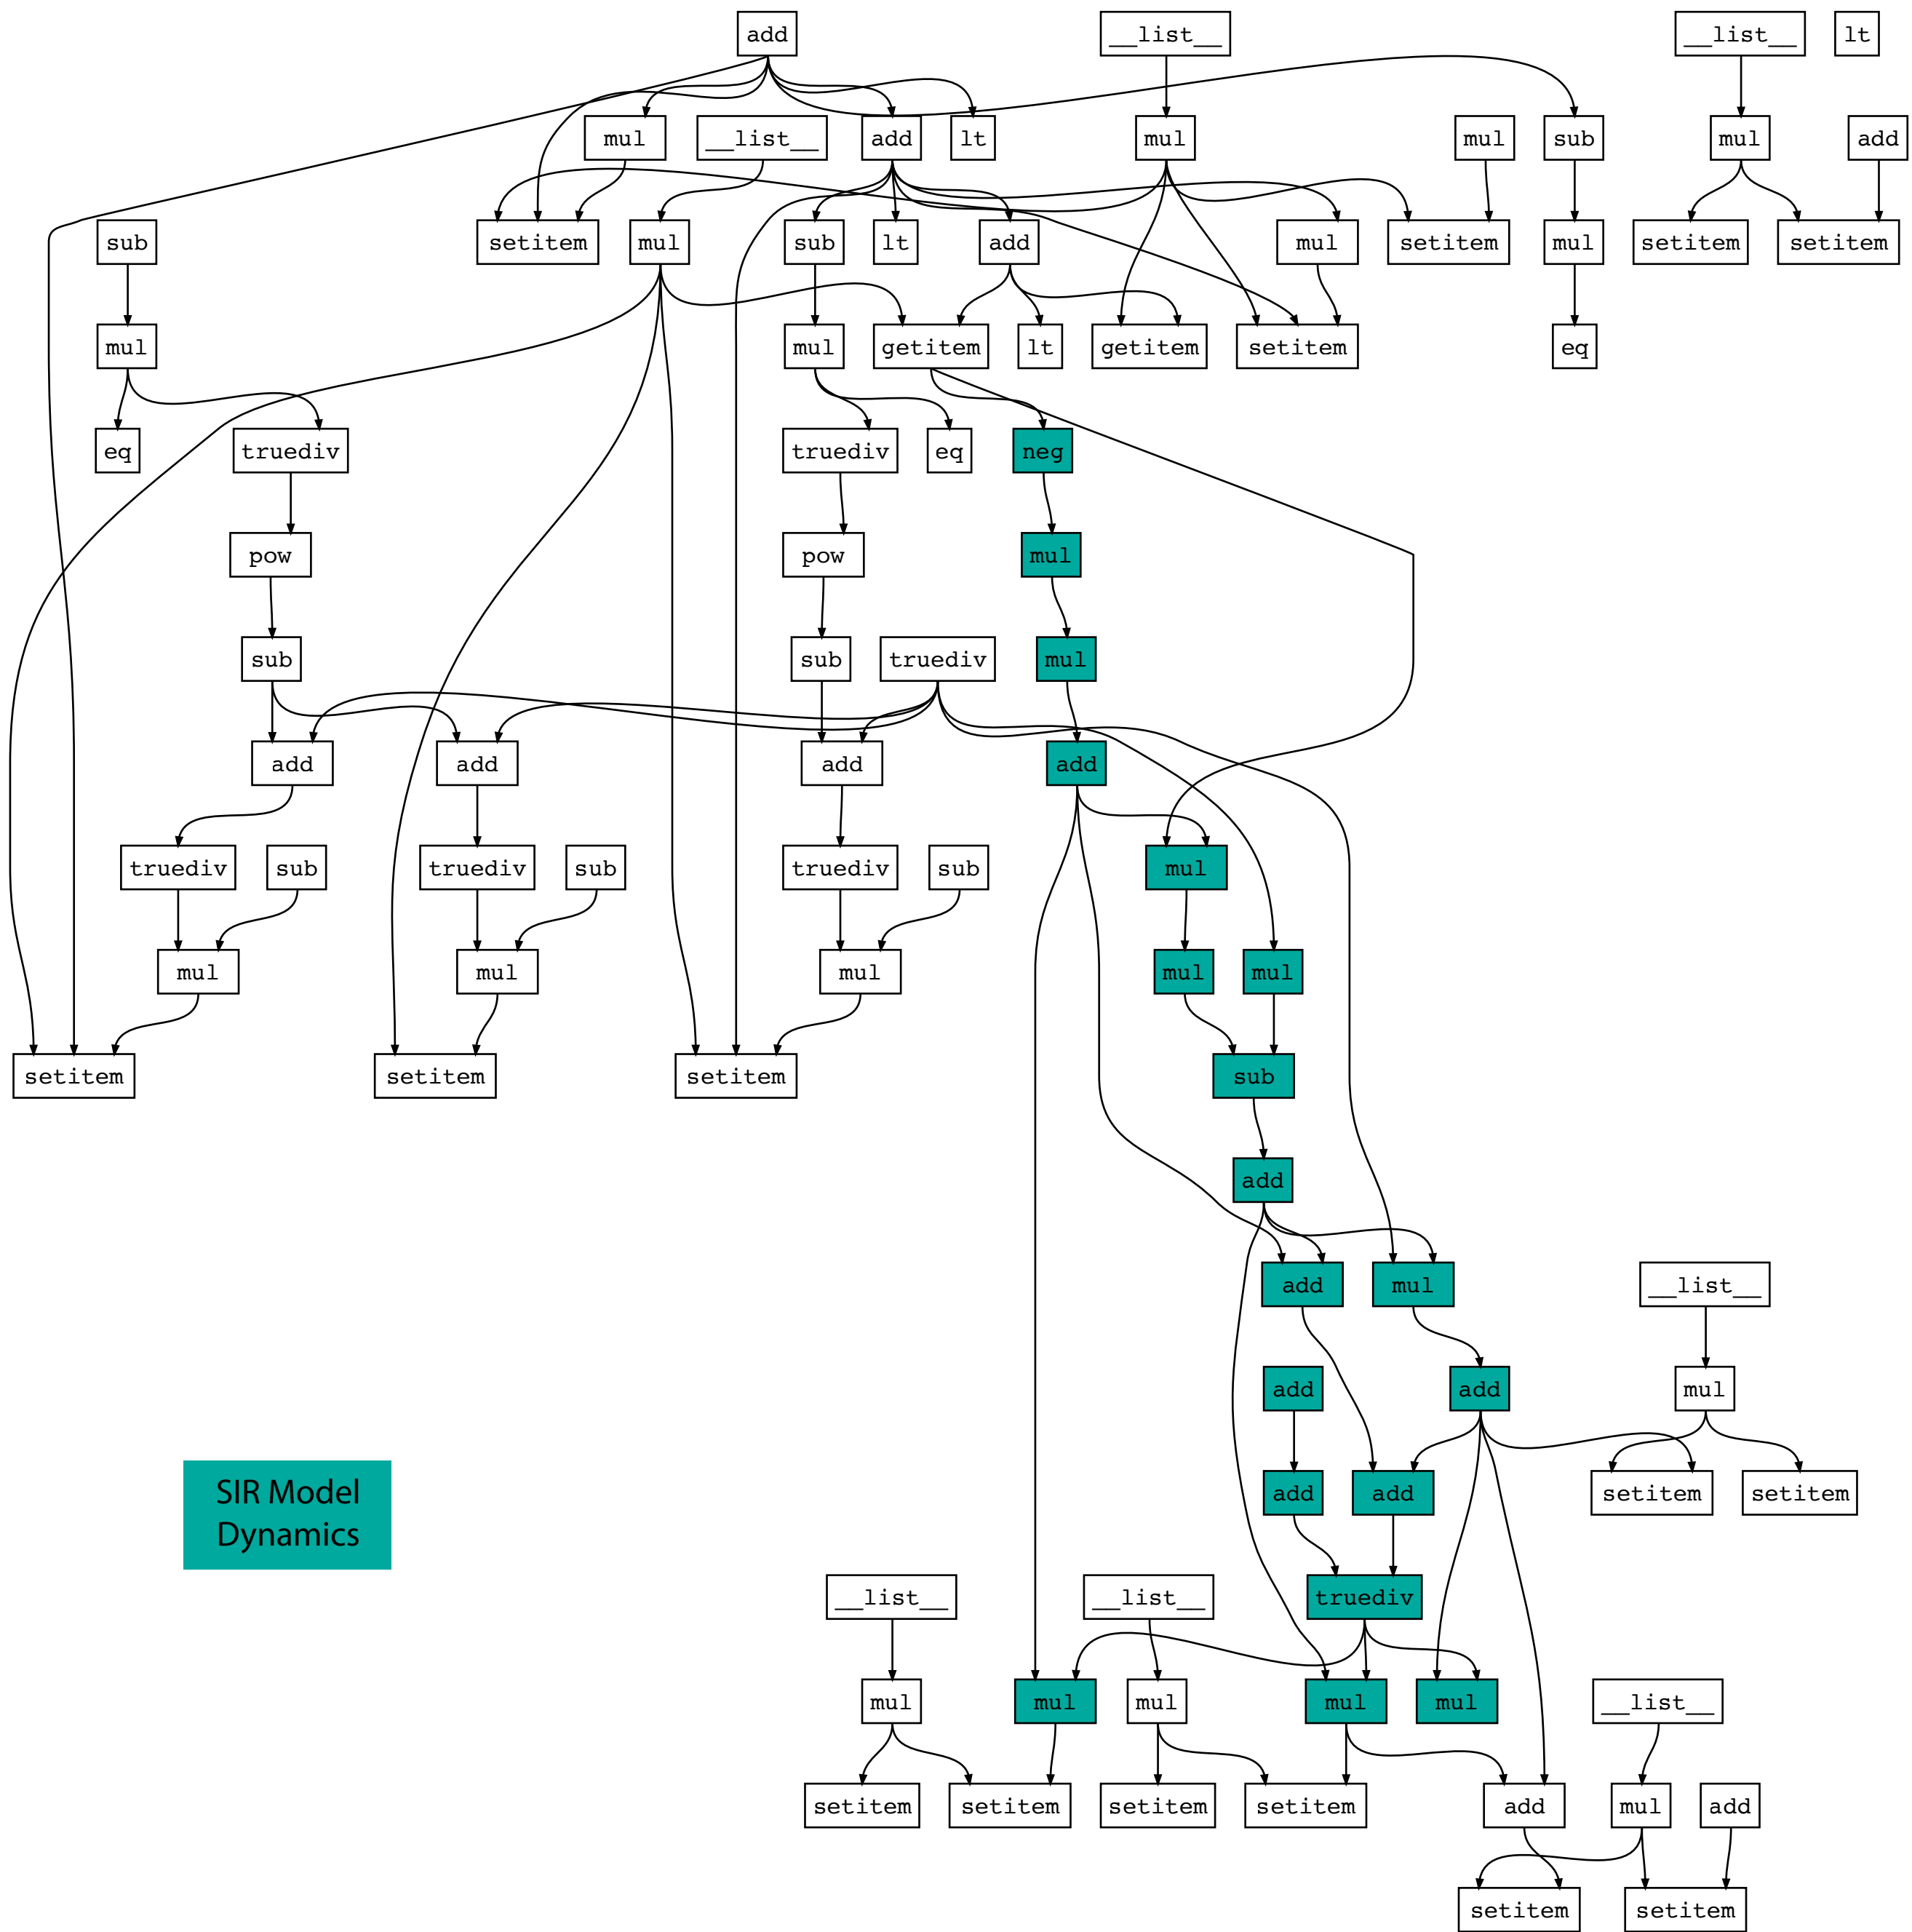 add
__list__
__list__
lt
mul
__list__
add
lt
mul
mul
sub
mul
add
sub
setitem
mul
sub
lt
add
mul
setitem
mul
setitem
setitem
mul
mul
getitem
lt
getitem
setitem
eq
eq
truediv
truediv
eq
neg
pow
pow
mul
sub
sub
truediv
mul
add
add
add
add
truediv
sub
truediv
sub
truediv
sub
mul
mul
mul
mul
mul
mul
setitem
setitem
setitem
sub
add
add
mul
__list__
add
add
mul
SIR Model
Dynamics
add
add
setitem
setitem
__list__
__list__
truediv
mul
mul
mul
mul
mul
__list__
setitem
setitem
setitem
setitem
add
mul
add
setitem
setitem